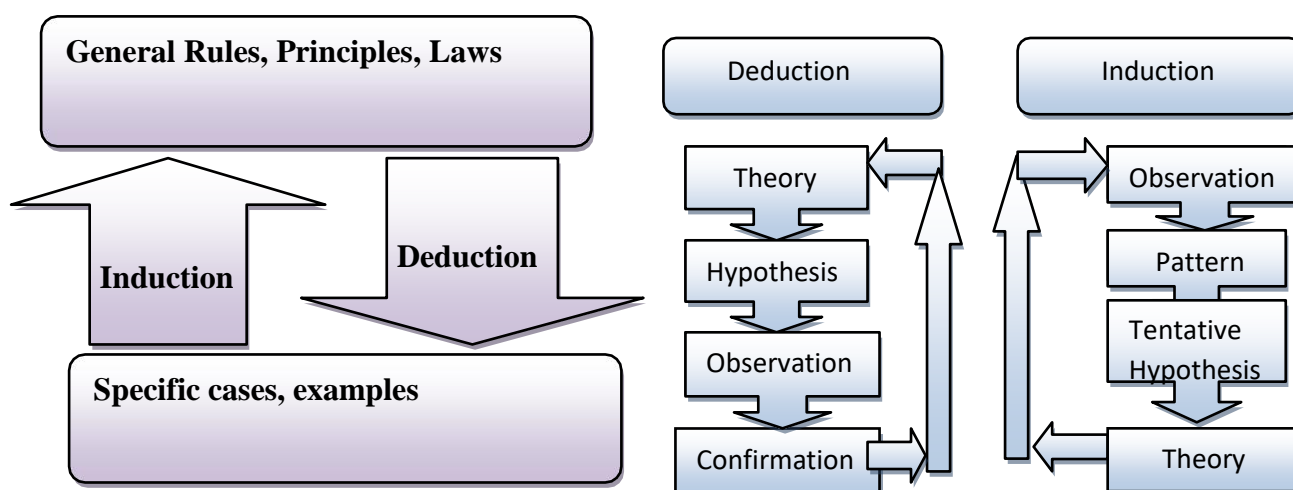 General Rules, Principles, Laws
Induction
Deduction
Specific cases, examples
Deduction
Theory
Hypothesis
Observation
Confirmation
Induction
Observation
Pattern
Tentative
Hypothesis
Theory